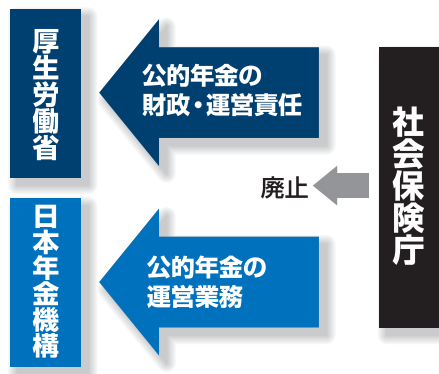 厚生労働省
公的年金の
財政・運営責任
社会保険庁
廃止
日本年金機構
公的年金の
運営業務